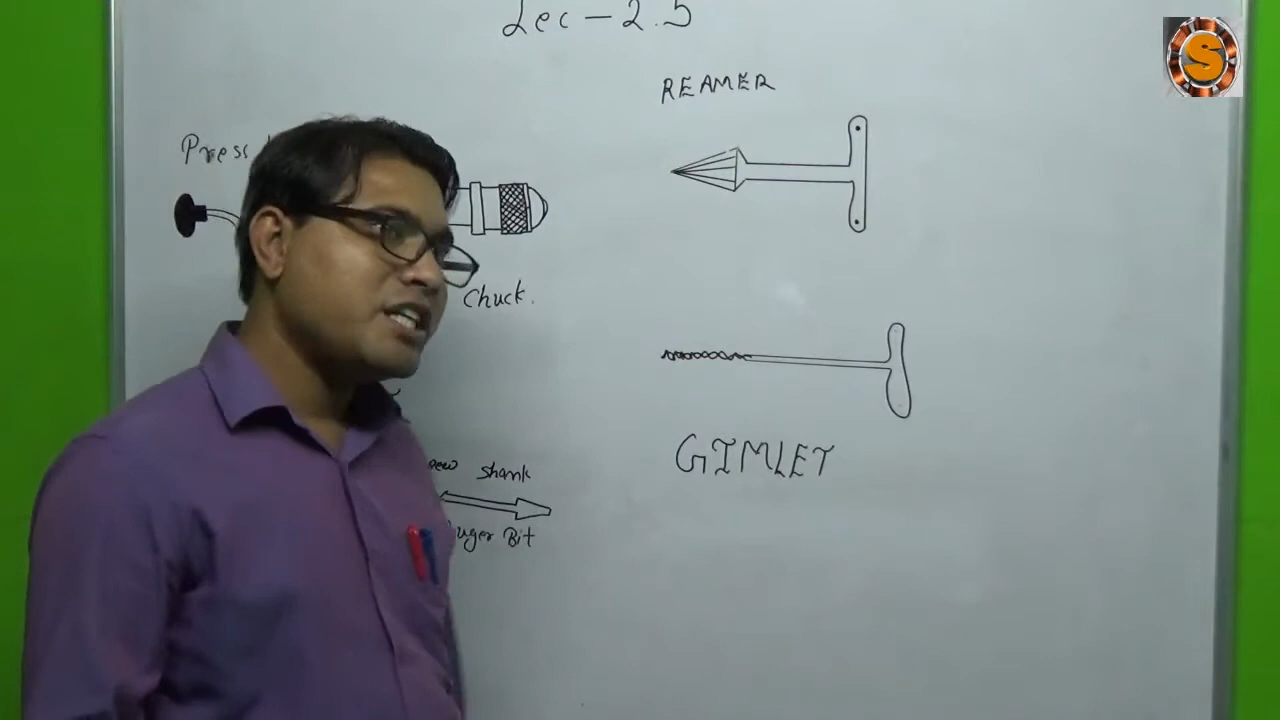 Lec - 2.5
REAMER
Press
Chuck.
GIMLET
shank
Bit
S